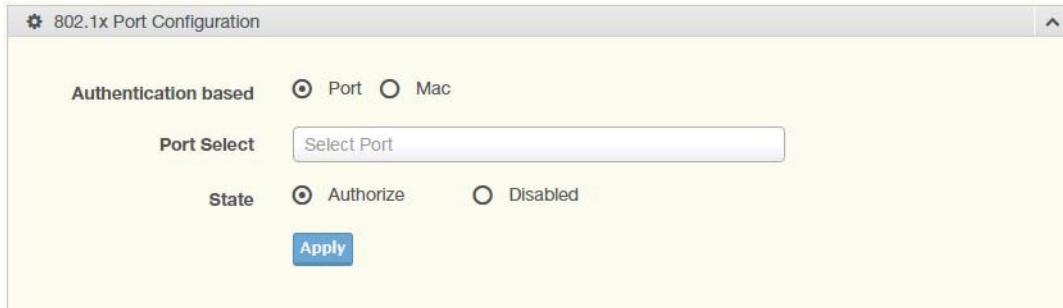 802.1x Port Configuration
Authentication based Port Mac
Port Select Select Port
State Authorize Disabled
Apply